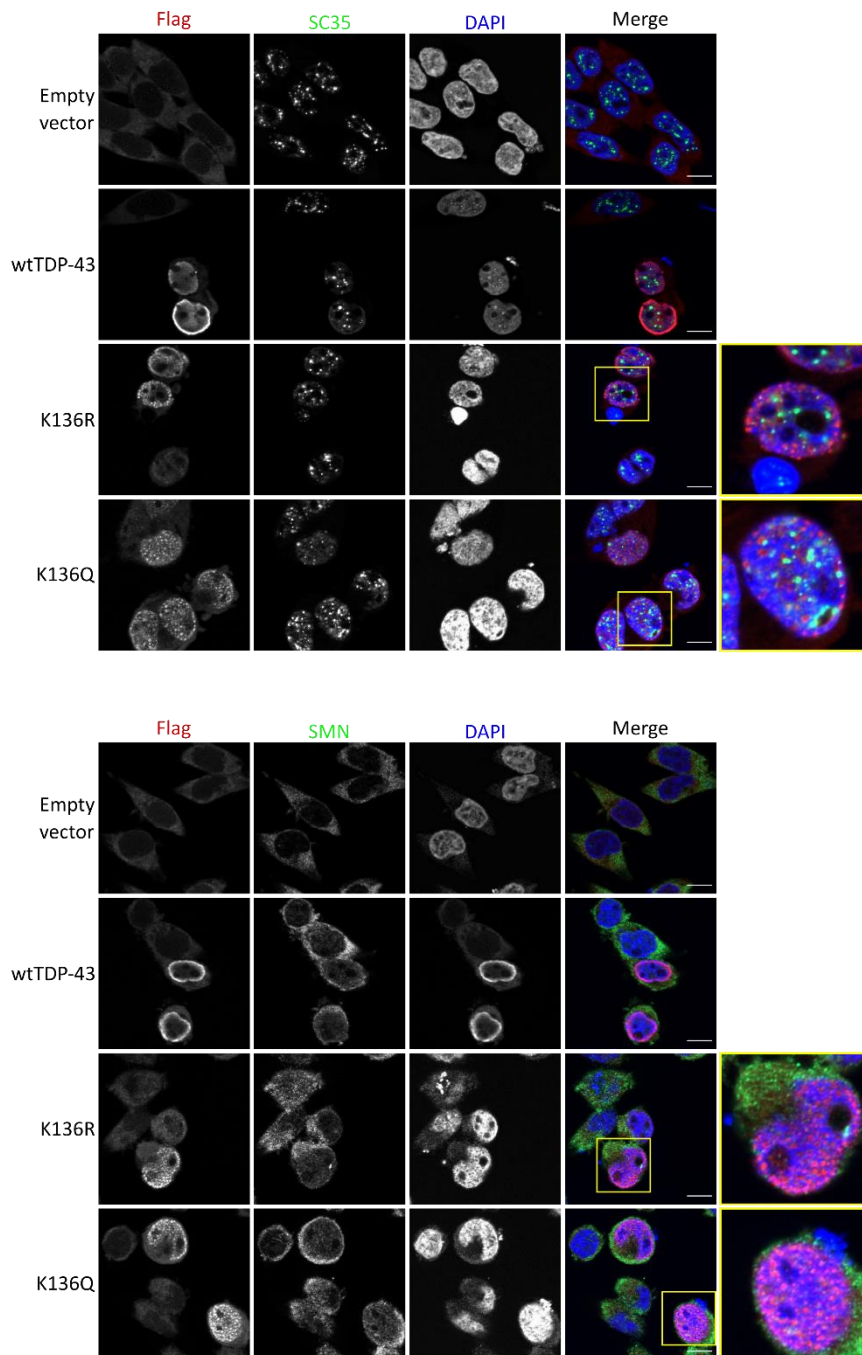 Flag SC35 DAPI Merge
Empty
vector
wtTDP-43
K136R
K136Q
Flag SMN DAPI Merge
Empty
vector
wtTDP-43
K136R
K136Q